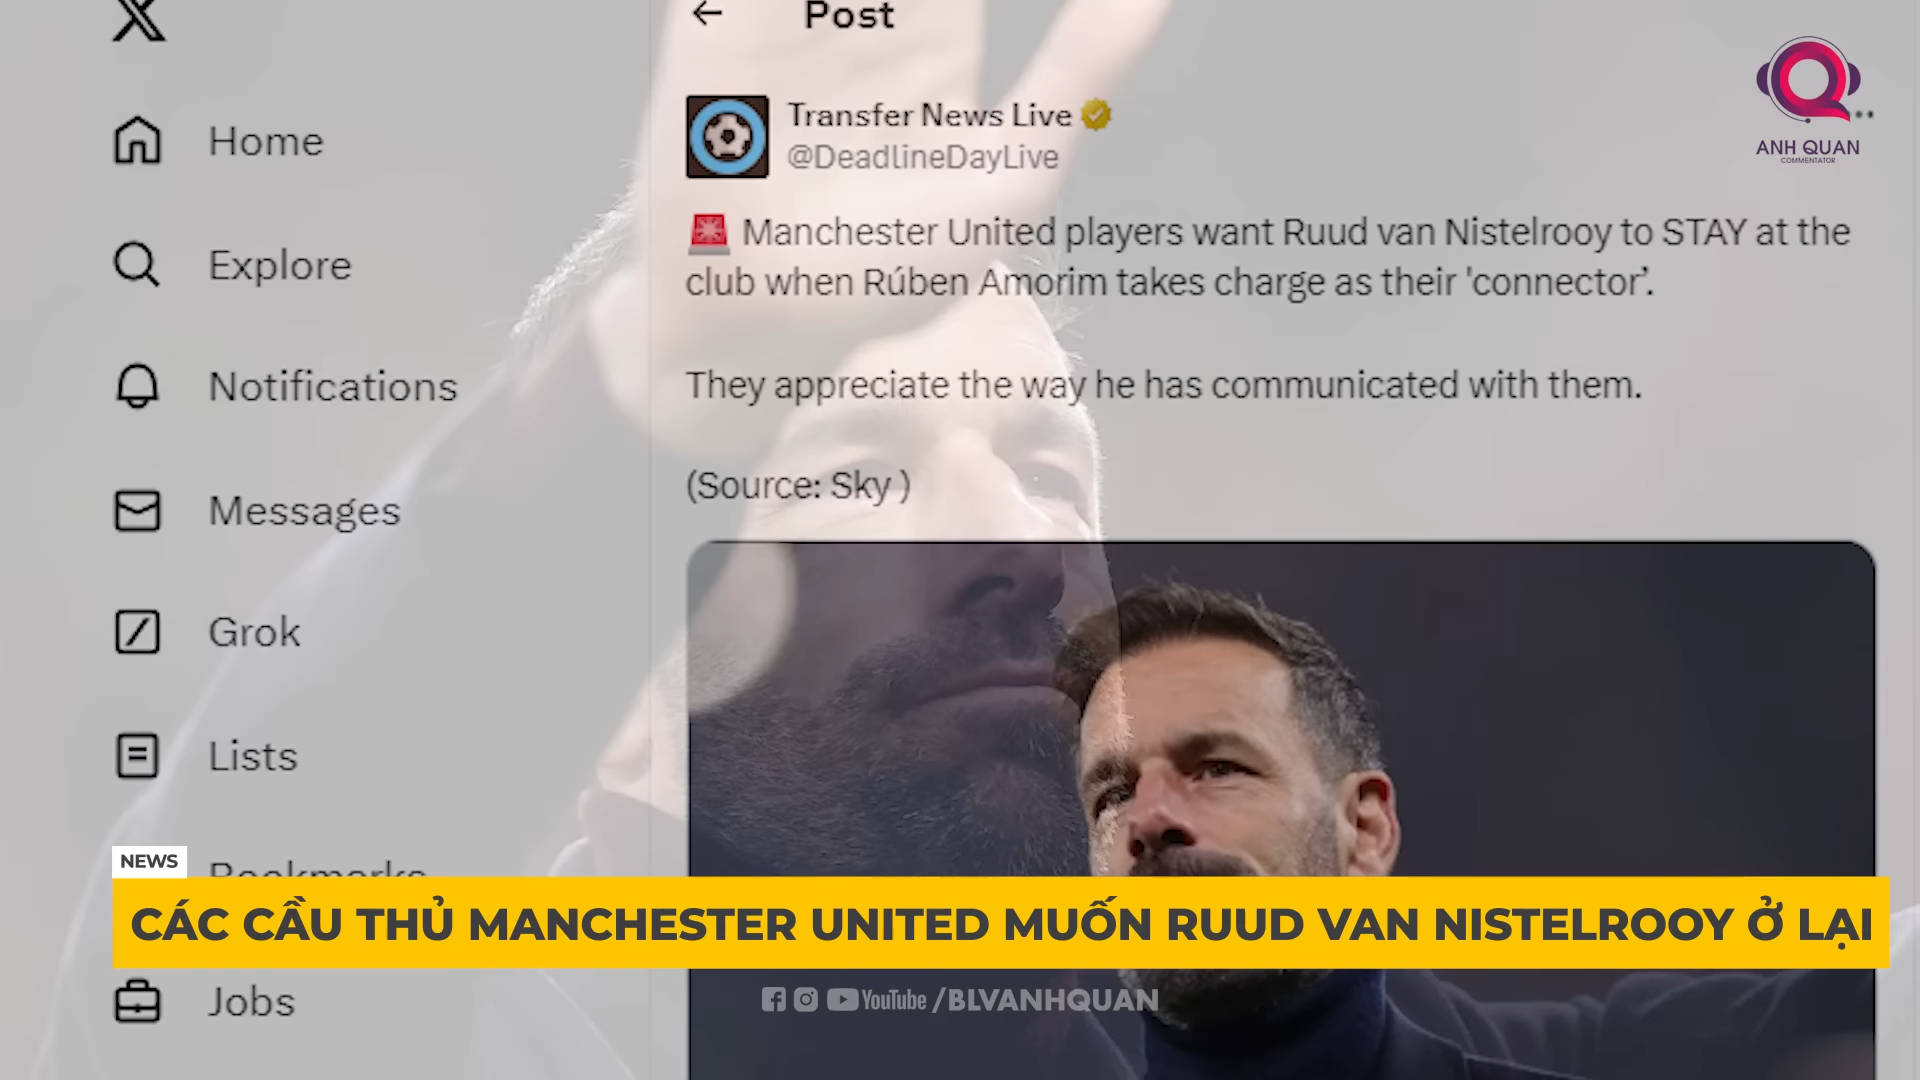 Post
Transfer News Live
@DeadlineDayLive
🚨 Manchester United players want Ruud van Nistelrooy to STAY at the
club when Rúben Amorim takes charge as their 'connector’.
They appreciate the way he has communicated with them.
(Source: Sky )
Home
Explore
Notifications
Messages
Grok
Lists
Bookmarks
Jobs
ANH QUAN
COMMENTATOR
NEWS
CÁC CẦU THỦ MANCHESTER UNITED MUỐN RUUD VAN NISTELROOY Ở LẠI
YouTube /BLVANHQUAN